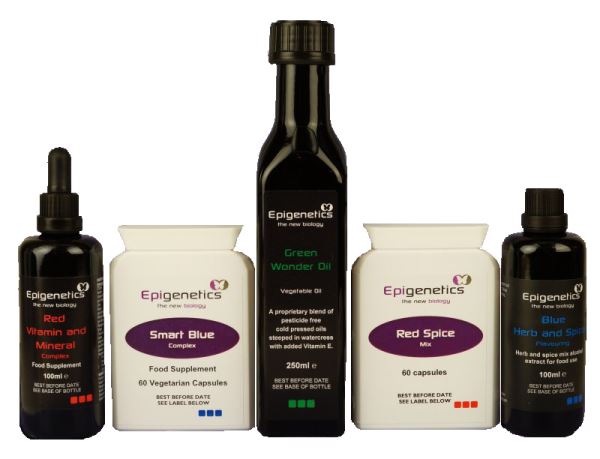 Epigenetics
the new biology
Red
Vitamin and
Mineral
Complex
Food Supplement
100ml e
BEST BEFORE DATE
SEE BASE OF BOTTLE
Epigenetics
the new biology
Smart Blue
Complex
Food Supplement
60 Vegetarian Capsules
BEST BEFORE DATE
SEE LABEL BELOW
Epigenetics
the new biology
Green
Wonder Oil
Vegetable Oil
A proprietary blend of
pesticide free
cold pressed oils
steeped in watercress
with added Vitamin E.
250ml e
BEST BEFORE DATE
SEE BASE OF BOTTLE
Epigenetics
the new biology
Red Spice
Mix
60 capsules
BEST BEFORE DATE
SEE LABEL BELOW
Epigenetics
the new biology
Blue
Herb and Spice
Flavouring
Herb and spice mix alcohol
extract for food use.
100ml e
BEST BEFORE DATE
SEE BASE OF BOTTLE